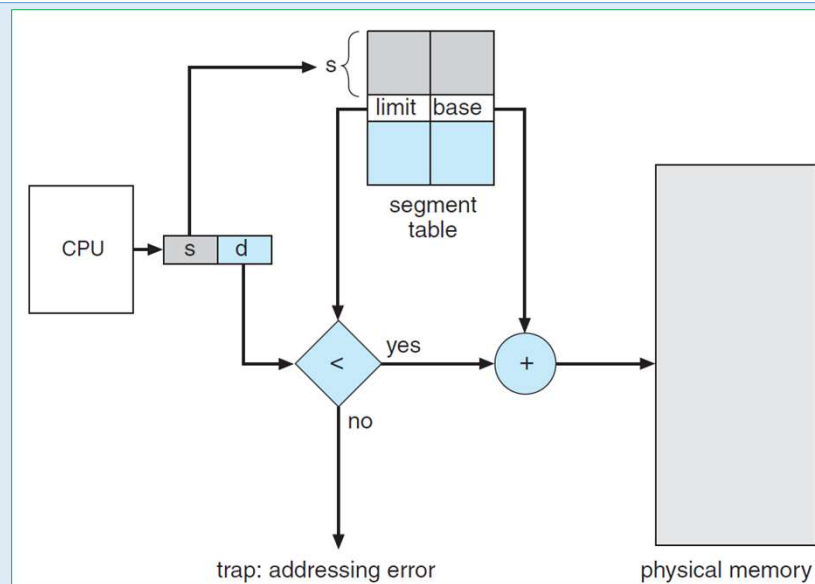 s
limit base
segment
table
CPU
s d
< yes +
no
trap: addressing error
physical memory